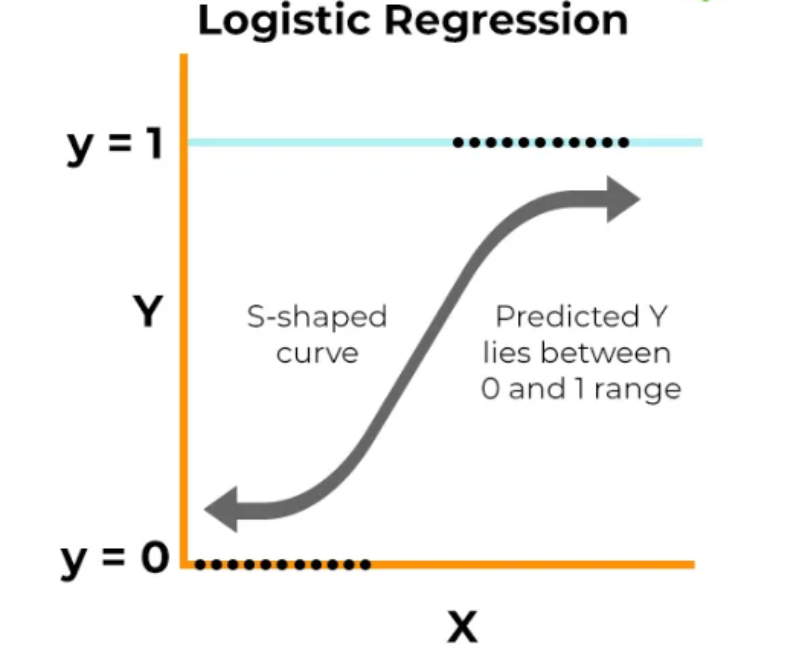 Logistic Regression
y = 1
Y
S-shaped
curve
Predicted Y
lies between
0 and 1 range
y = 0
X